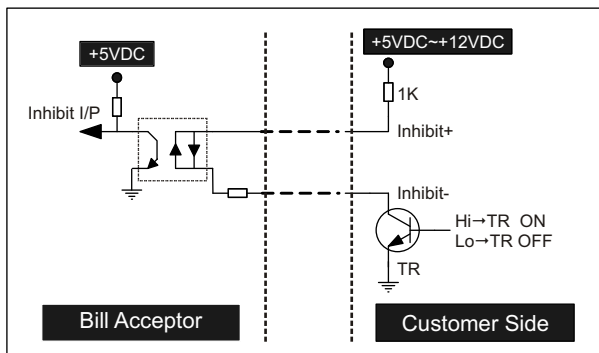 +5VDC
Inhibit I/P
+5VDC~+12VDC
1K
Inhibit+
Inhibit-
Hi→TR ON
Lo→TR OFF
TR
Bill Acceptor
Customer Side